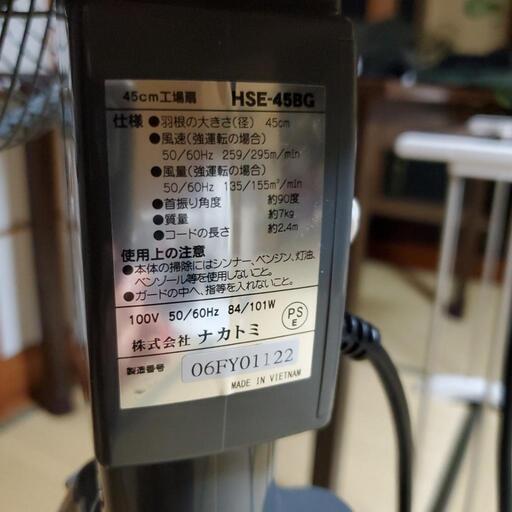 45cm工場扇 HSE-45BG
仕様 ●羽根の大きさ(径) 45cm
●風速(強運転の場合)
50/60Hz 259/295m/min
●風量(強運転の場合)
50/60Hz 135/155m³/min
●首振り角度 約90度
●質量 約7kg
●コードの長さ 約2.4m
使用上の注意
●本体の掃除にはシンナー、ベンジン、灯油、
ベンゾール等を使用しないこと。
●ガードの中へ、指等を入れないこと。
100V 50/60Hz 84/101W
PS
E
株式会社 ナカトミ
製造番号 06FY01122
MADE IN VIETNAM